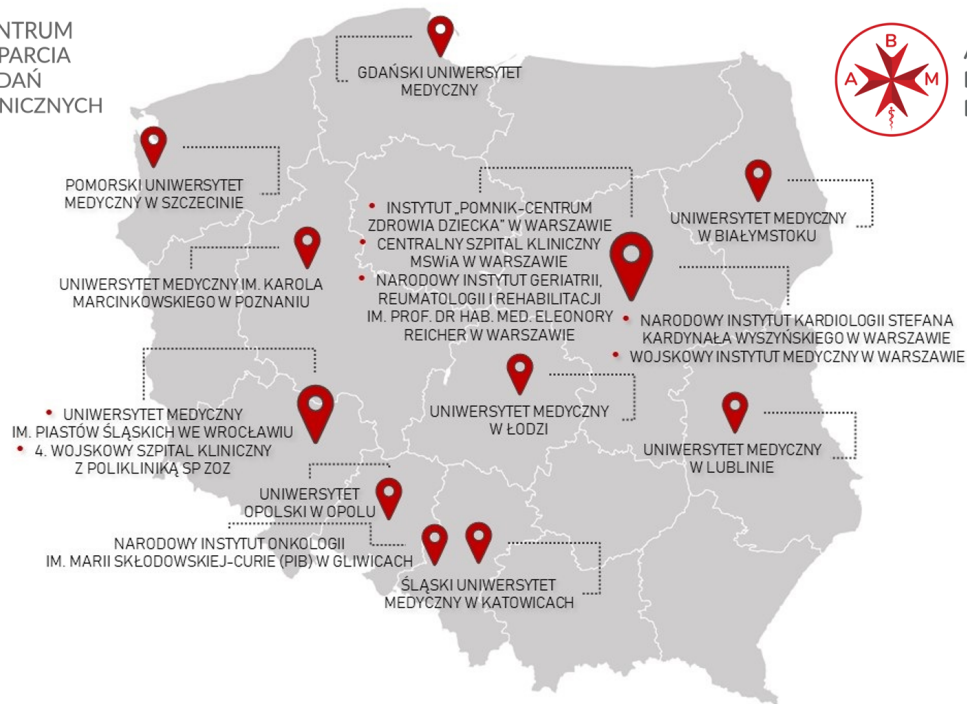 NTRUM
PARCIA
DAŃ
NICZNYCH
B
A
M
GDAŃSKI UNIWERSYTET
MEDYCZNY
POMORSKI UNIWERSYTET
MEDYCZNY W SZCZECINIE
UNIWERSYTET MEDYCZNY
W BIAŁYMSTOKU
• INSTYTUT „POMNIK-CENTRUM
ZDROWIA DZIECKA” W WARSZAWIE
• CENTRALNY SZPITAL KLINICZNY
MSWiA W WARSZAWIE
• NARODOWY INSTYTUT GERIATRII,
REUMATOLOGII I REHABILITACJI
IM. PROF. DR HAB. MED. ELEONORY
REICHER W WARSZAWIE
UNIWERSYTET MEDYCZNY IM. KAROLA
MARCINKOWSKIEGO W POZNANIU
• NARODOWY INSTYTUT KARDIOLOGII STEFANA
KARDYNAŁA WYSZYŃSKIEGO W WARSZAWIE
• WOJSKOWY INSTYTUT MEDYCZNY W WARSZAWIE
• UNIWERSYTET MEDYCZNY
IM. PIASTÓW ŚLĄSKICH WE WROCŁAWIU
• 4. WOJSKOWY SZPITAL KLINICZNY
Z POLIKLINIKĄ SP ZOZ
UNIWERSYTET MEDYCZNY
W ŁODZI
UNIWERSYTET MEDYCZNY
W LUBLINIE
UNIWERSYTET
OPOLSKI W OPOLU
NARODOWY INSTYTUT ONKOLOGII
IM. MARII SKŁODOWSKIEJ-CURIE (PIB) W GLIWICACH
ŚLĄSKI UNIWERSYTET
MEDYCZNY W KATOWICACH